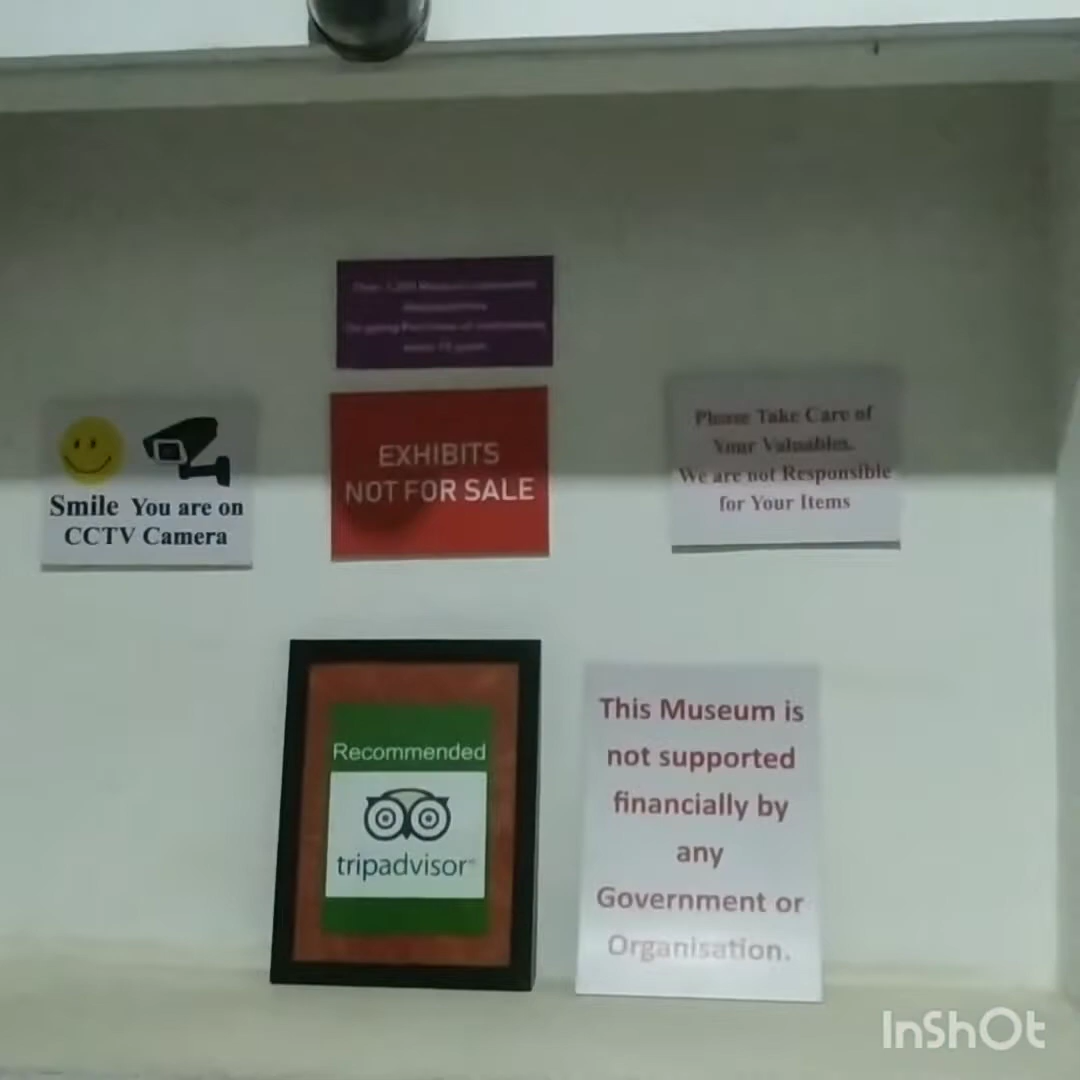 EXHIBITS
NOT FOR SALE
Smile You are on
CCTV Camera
Please Take Care of
Your Valuables.
We are not Responsible
for Your Items
Recommended
tripadvisor
This Museum is
not supported
financially by
any
Government or
Organisation.
InShOt